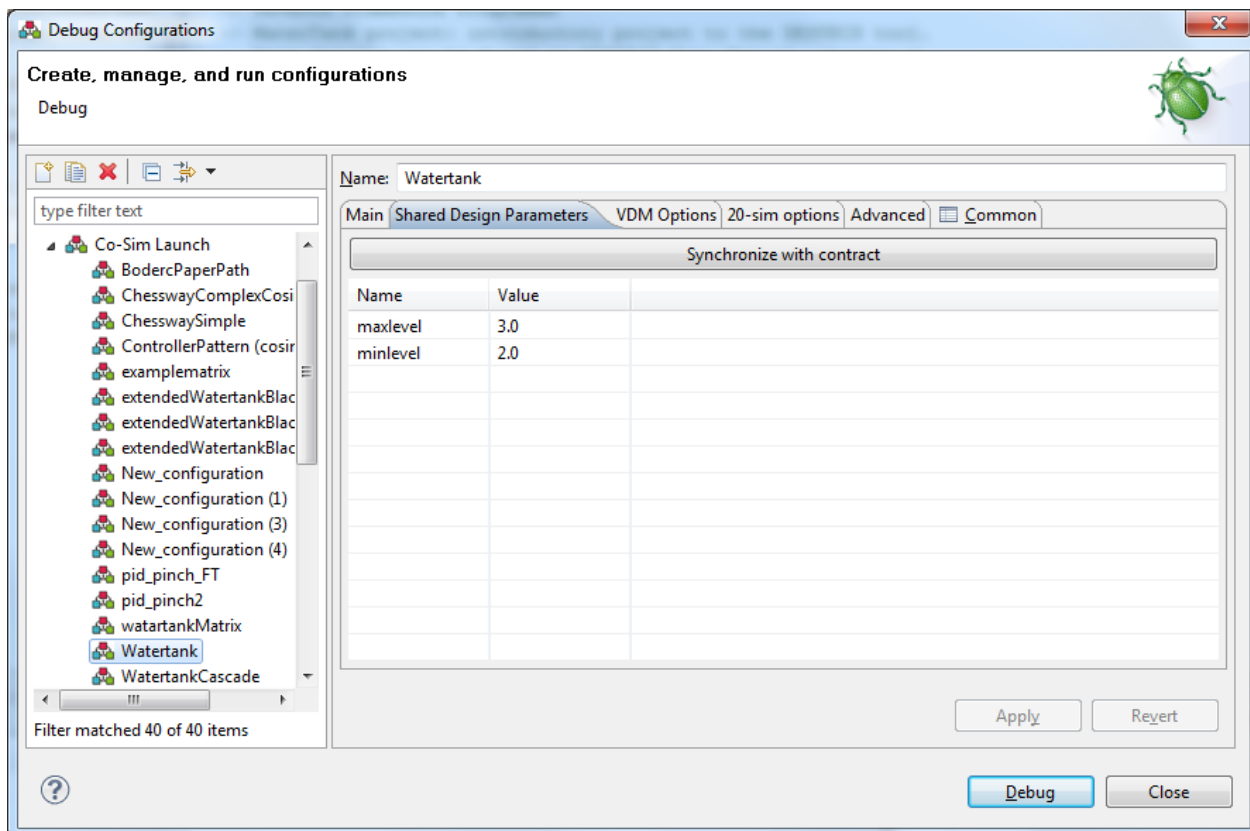 Debug Configurations
Create, manage, and run configurations
Debug
type filter text
Co-Sim Launch
BodercPaperPath
ChesswayComplexCosi
ChesswaySimple
ControllerPattern (cosir
examplematrix
extendedWatertankBlac
extendedWatertankBlac
extendedWatertankBlac
New_configuration
New_configuration (1)
New_configuration (3)
New_configuration (4)
pid_pinch_FT
pid_pinch2
watartankMatrix
Watertank
WatertankCascade
Filter matched 40 of 40 items
Name: Watertank
Main Shared Design Parameters VDM Options 20-sim options Advanced Common
Synchronize with contract
Name Value
maxlevel 3.0
minlevel 2.0
Apply Revert
Debug Close